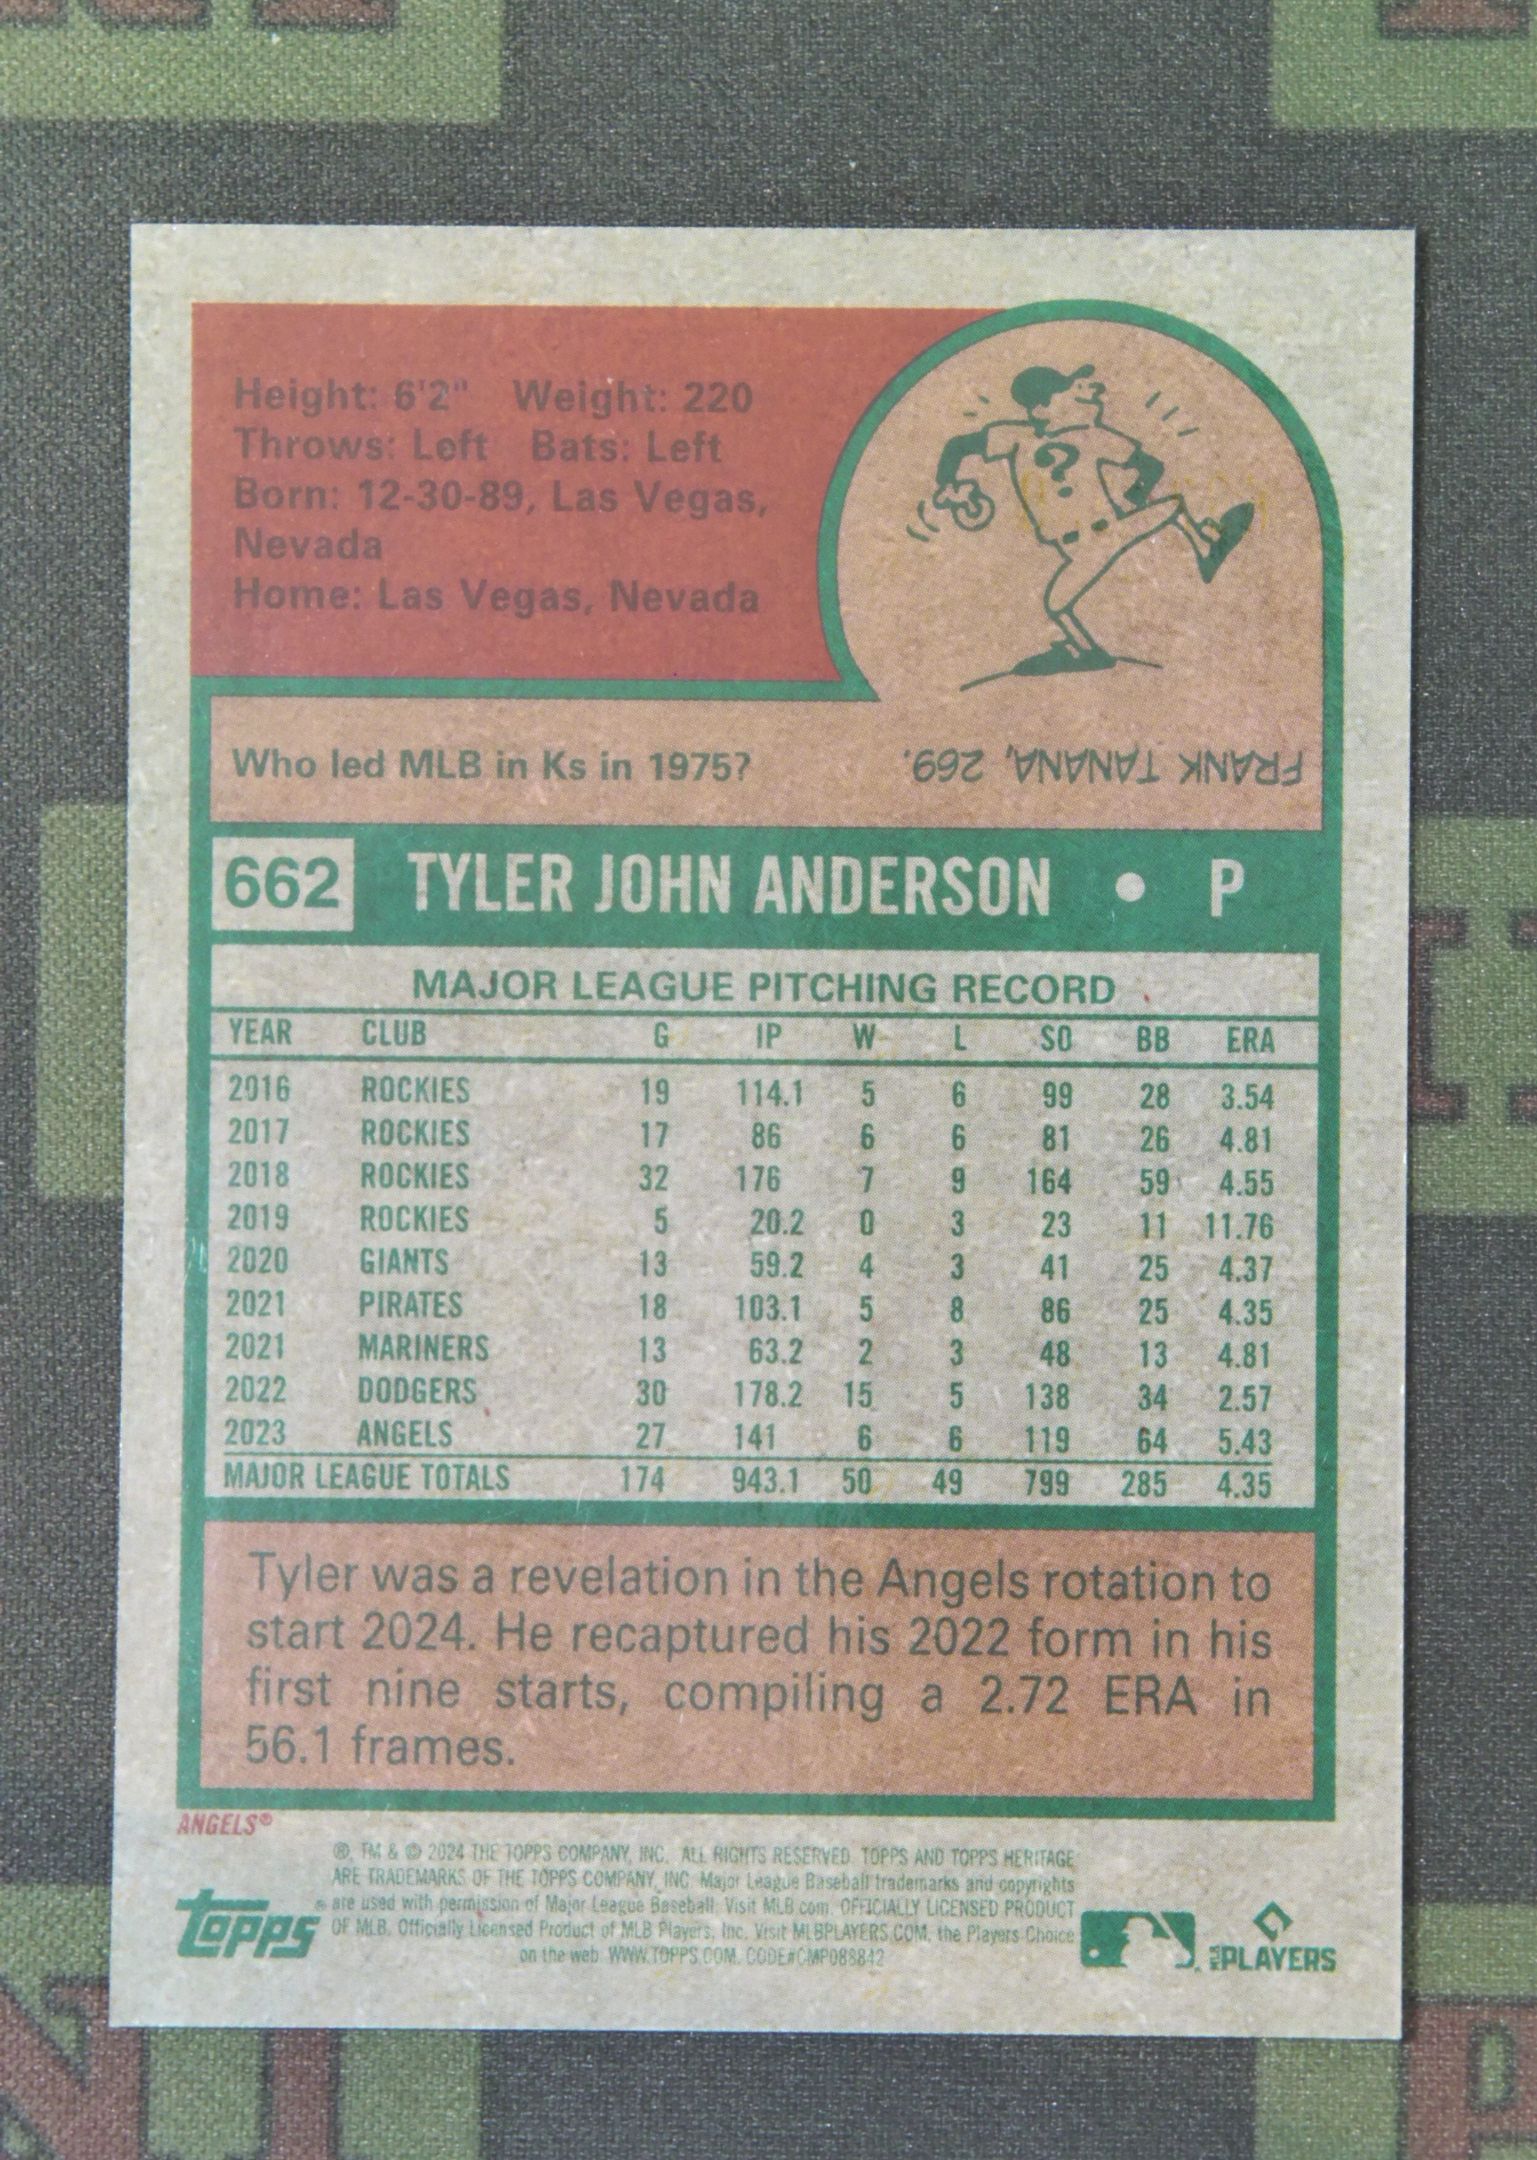 Height: 6'2" Weight: 220
Throws: Left Bats: Left
Born: 12-30-89, Las Vegas,
Nevada
Home: Las Vegas, Nevada
?
Who led MLB in Ks in 1975?
FRANK TANANA, 269.
662 TYLER JOHN ANDERSON • P
MAJOR LEAGUE PITCHING RECORD
YEAR CLUB G IP W L SO BB ERA
2016 ROCKIES 19 114.1 5 6 99 28 3.54
2017 ROCKIES 17 86 6 6 81 26 4.81
2018 ROCKIES 32 176 7 9 164 59 4.55
2019 ROCKIES 5 20.2 0 3 23 11 11.76
2020 GIANTS 13 59.2 4 3 41 25 4.37
2021 PIRATES 18 103.1 5 8 86 25 4.35
2021 MARINERS 13 63.2 2 3 48 13 4.81
2022 DODGERS 30 178.2 15 5 138 34 2.57
2023 ANGELS 27 141 6 6 119 64 5.43
MAJOR LEAGUE TOTALS 174 943.1 50 49 799 285 4.35
Tyler was a revelation in the Angels rotation to
start 2024. He recaptured his 2022 form in his
first nine starts, compiling a 2.72 ERA in
56.1 frames.
ANGELS®
®, TM & © 2024 THE TOPPS COMPANY, INC. ALL RIGHTS RESERVED. TOPPS AND TOPPS HERITAGE
ARE TRADEMARKS OF THE TOPPS COMPANY, INC. Major League Baseball trademarks and copyrights
are used with permission of Major League Baseball. Visit MLB.com. OFFICIALLY LICENSED PRODUCT
OF MLB. Officially Licensed Product of MLB Players, Inc. Visit MLBPLAYERS.COM, the Players Choice
on the web. WWW.TOPPS.COM. CODE#CMP088842
topps®
MLB PLAYERS